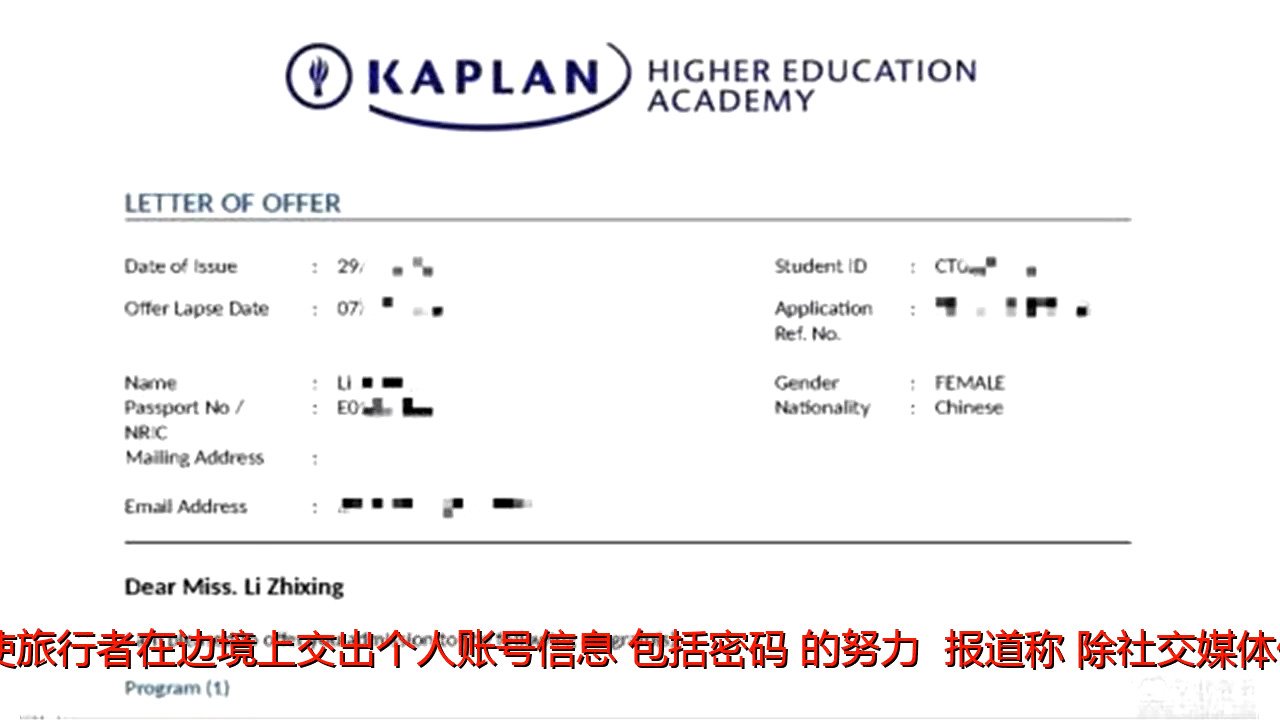 KAPLAN HIGHER EDUCATION
ACADEMY
LETTER OF OFFER
Date of Issue : 29/
Student ID : CT0
Offer Lapse Date : 07/
Application :
Ref. No.
Name : Li
Gender : FEMALE
Passport No / : E0
Nationality : Chinese
NRIC
Mailing Address :
Email Address :
Dear Miss. Li Zhixing
使旅行者在边境上交出个人账号信息 包括密码 的努力 报道称 除社交媒体
Program (1)